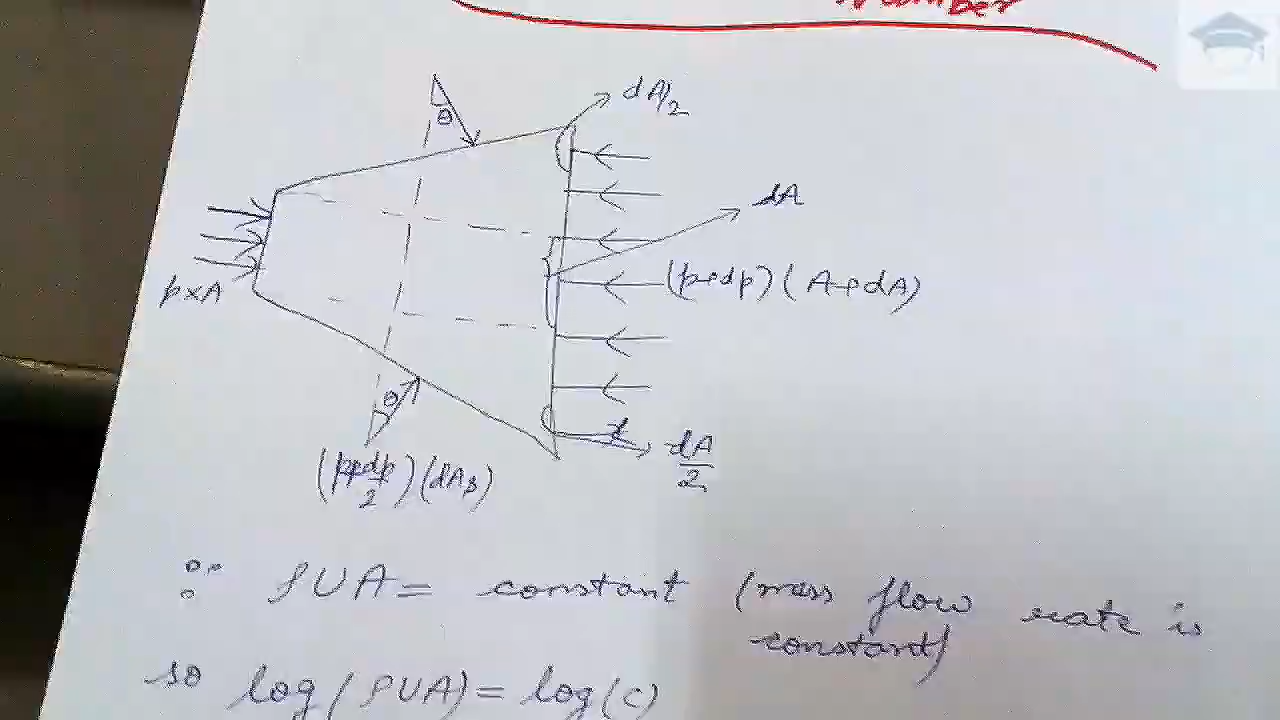 Number
dA/2
θ
dA
p×A
(p+dp)(A+dA)
θ
dA/2
(p+dp/2)(dAs)
∵ ρUA = constant (mass flow rate is
constant)
so log(ρUA) = log(c)